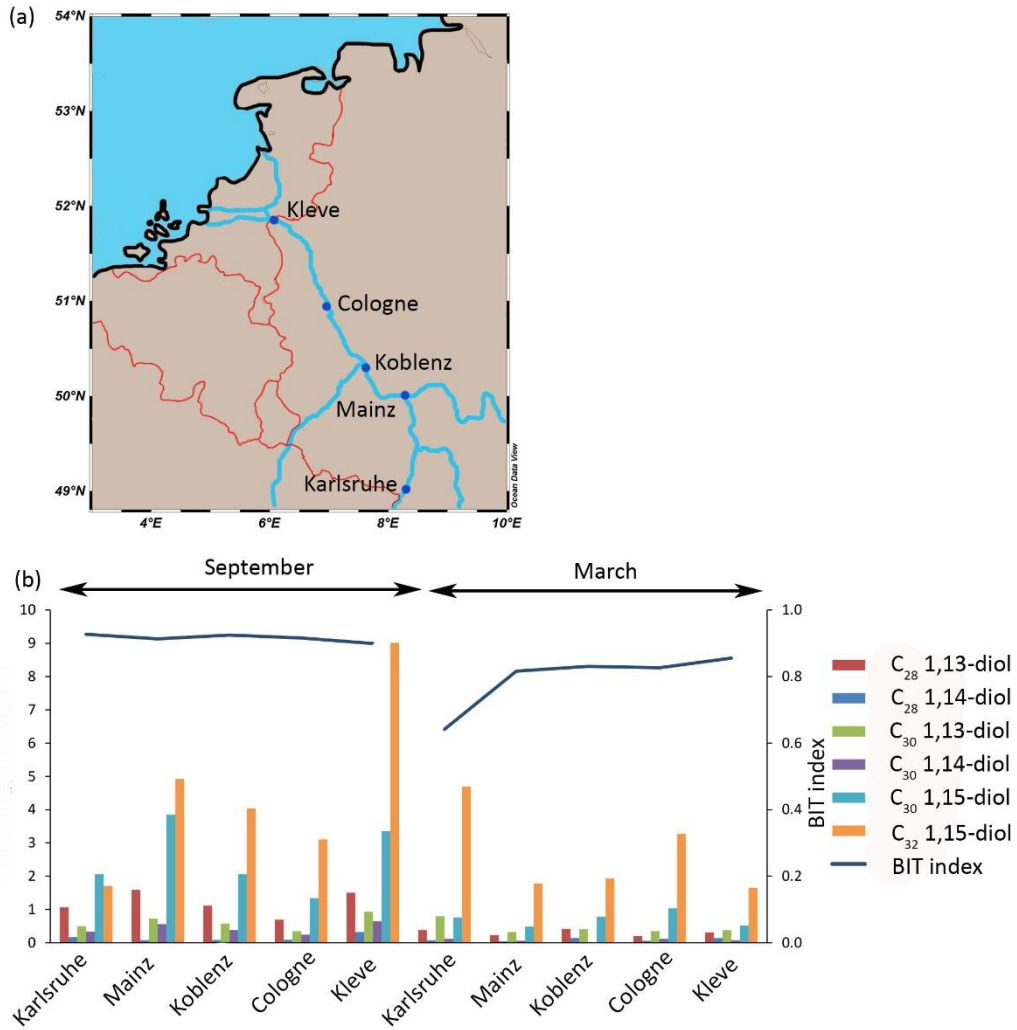 (a)
54°N
53°N
52°N
51°N
50°N
49°N
Kleve
Cologne
Koblenz
Mainz
Karlsruhe
Ocean Data View
4°E 6°E 8°E 10°E
(b)
September March
10
9
8
7
6
5
4
3
2
1
0
1.0
0.8
0.6
0.4
0.2
0.0
BIT index
C28 1,13-diol
C28 1,14-diol
C30 1,13-diol
C30 1,14-diol
C30 1,15-diol
C32 1,15-diol
BIT index
Karlsruhe Mainz Koblenz Cologne Kleve Karlsruhe Mainz Koblenz Cologne Kleve